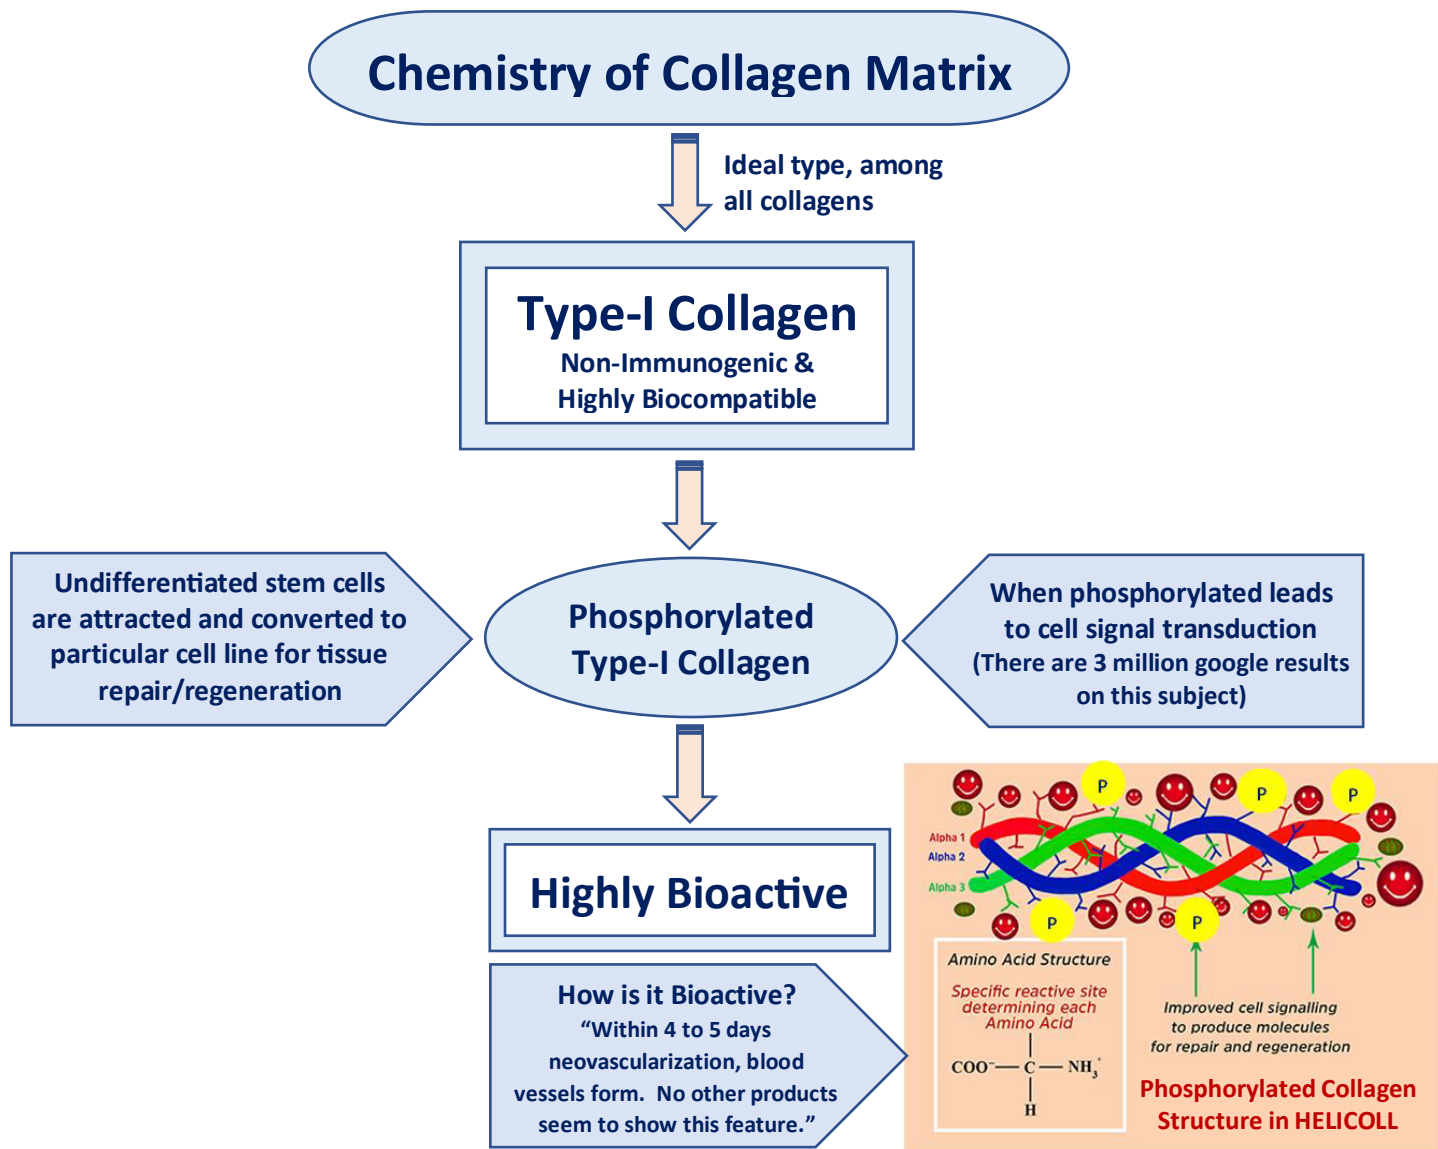 Chemistry of Collagen Matrix
Ideal type, among
all collagens
Type-I Collagen
Non-Immunogenic &
Highly Biocompatible
Undifferentiated stem cells
are attracted and converted to
particular cell line for tissue
repair/regeneration
Phosphorylated
Type-I Collagen
When phosphorylated leads
to cell signal transduction
(There are 3 million google results
on this subject)
Highly Bioactive
How is it Bioactive?
“Within 4 to 5 days
neovascularization, blood
vessels form.  No other products
seem to show this feature.”
P
P
P
Alpha 1
Alpha 2
Alpha 3
P
P
Amino Acid Structure
Specific reactive site
determining each
Amino Acid
COO⁻ — C — NH₃⁺
H
Improved cell signalling
to produce molecules
for repair and regeneration
Phosphorylated Collagen
Structure in HELICOLL